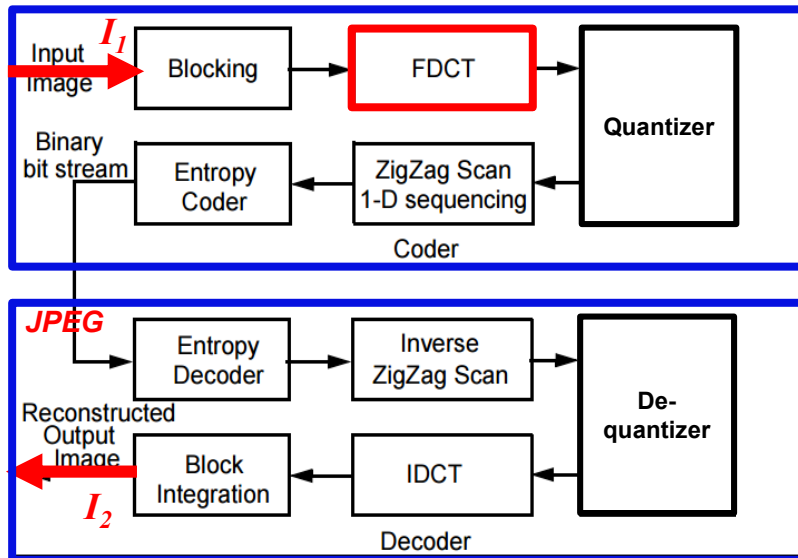 I1
Input
Image
Blocking
FDCT
Quantizer
Binary
bit stream
Entropy
Coder
ZigZag Scan
1-D sequencing
Coder
JPEG
Entropy
Decoder
Inverse
ZigZag Scan
De-
quantizer
Reconstructed
Output
Image
I2
Block
Integration
IDCT
Decoder